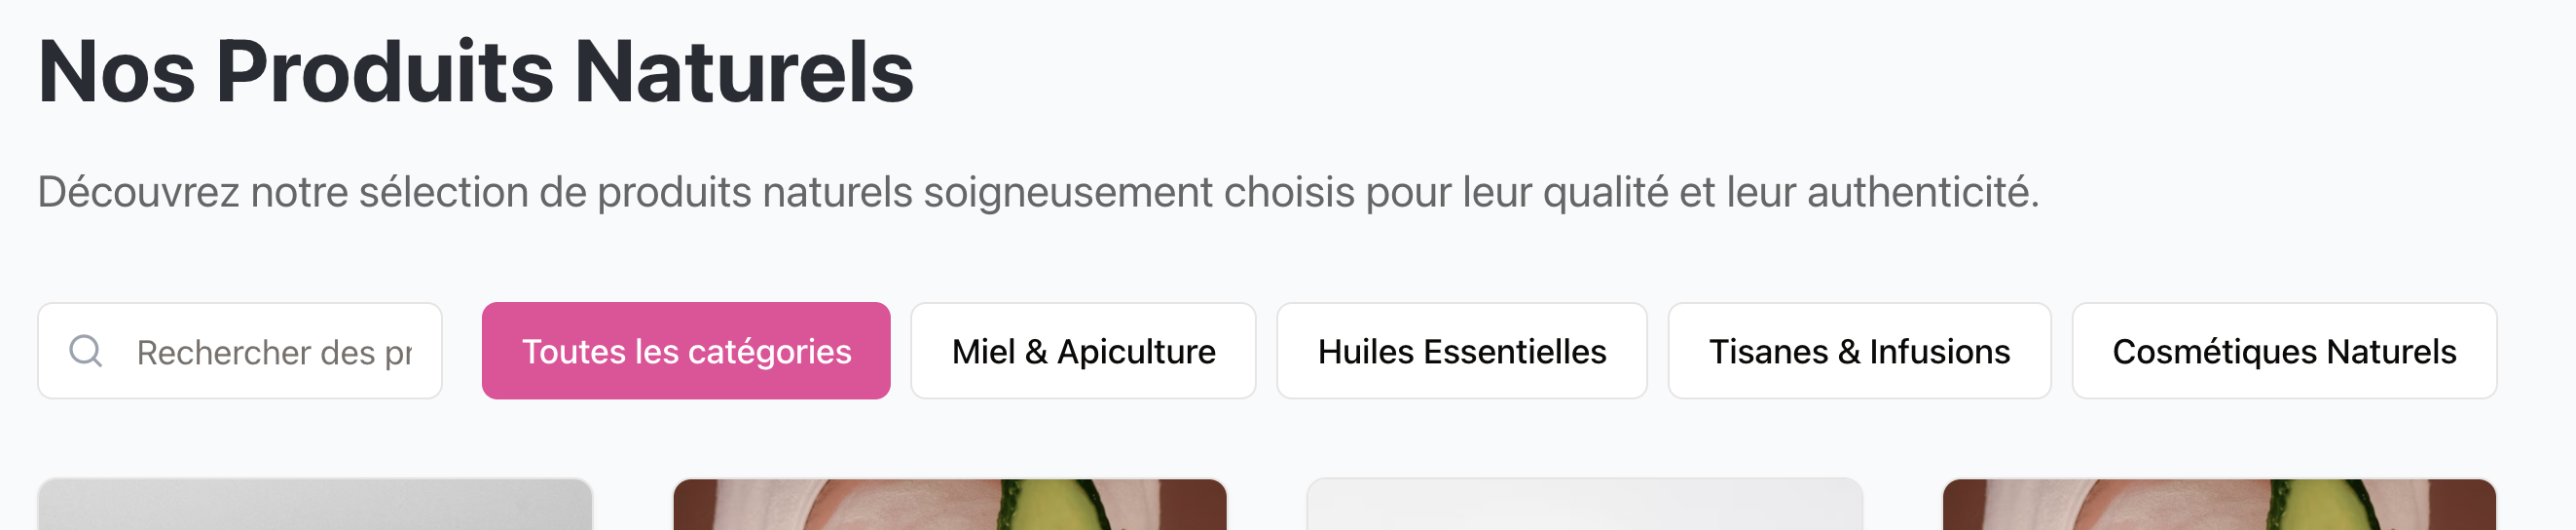 Nos Produits Naturels
Découvrez notre sélection de produits naturels soigneusement choisis pour leur qualité et leur authenticité.
Rechercher des pr
Toutes les catégories
Miel & Apiculture
Huiles Essentielles
Tisanes & Infusions
Cosmétiques Naturels